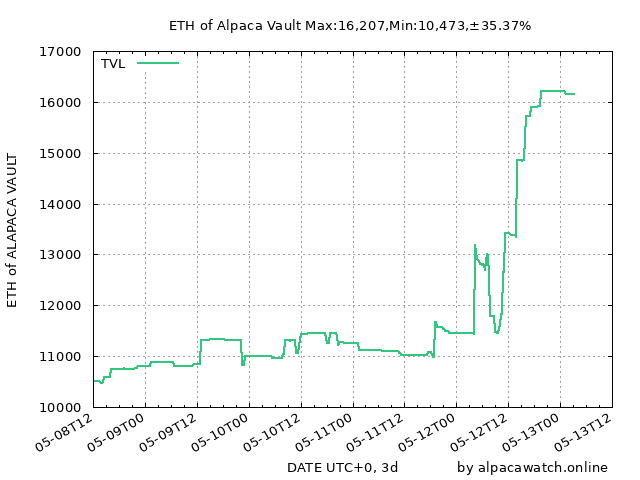 ETH of Alpaca Vault Max:16,207,Min:10,473,±35.37%
TVL
17000
16000
15000
14000
13000
12000
11000
10000
ETH of ALAPACA VAULT
05-08T12
05-09T00
05-09T12
05-10T00
05-10T12
05-11T00
05-11T12
05-12T00
05-12T12
05-13T00
05-13T12
DATE UTC+0, 3d
by alpacawatch.online